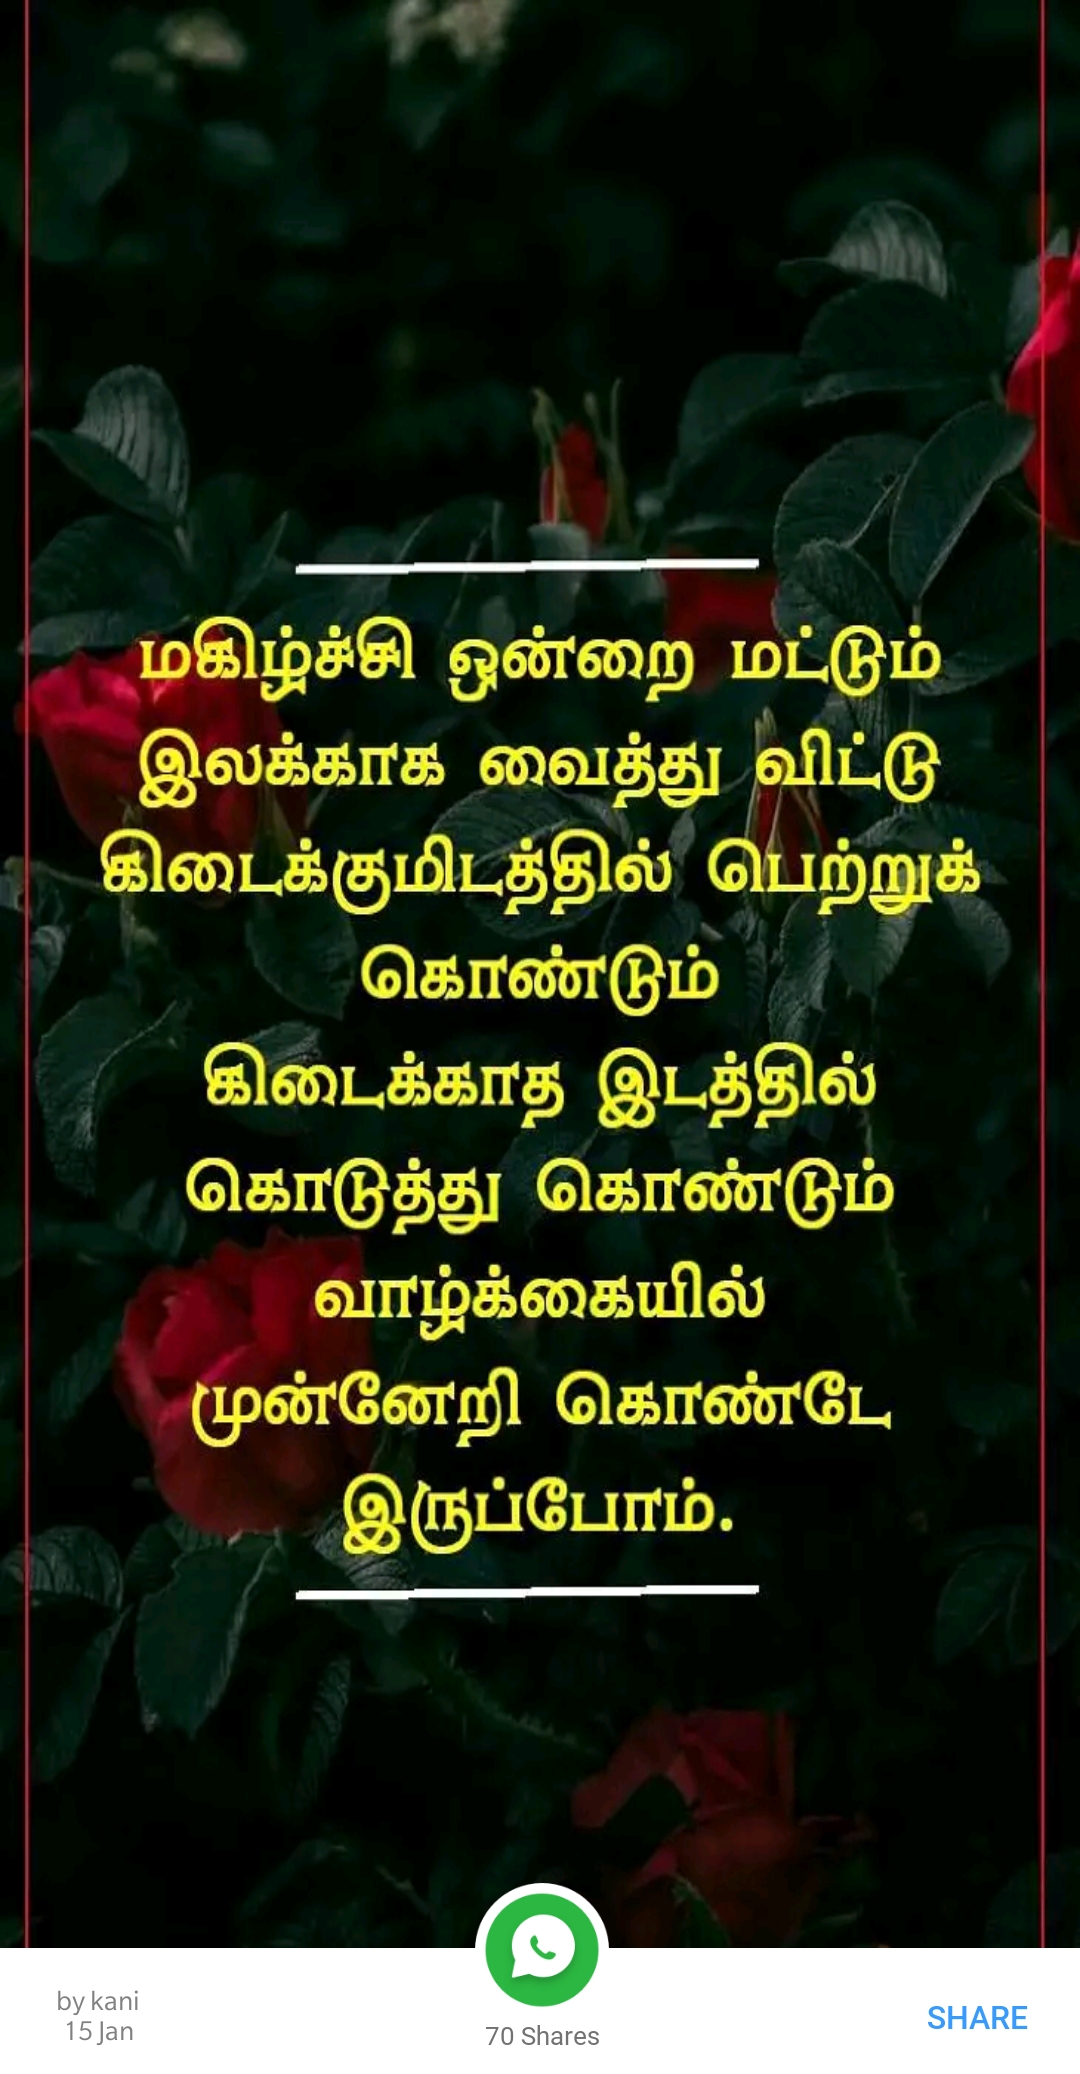 மகிழ்ச்சி ஒன்றை மட்டும்
இலக்காக வைத்து விட்டு
கிடைக்குமிடத்தில் பெற்றுக்
கொண்டும்
கிடைக்காத இடத்தில்
கொடுத்து கொண்டும்
வாழ்க்கையில்
முன்னேறி கொண்டே
இருப்போம்.
by kani
15 Jan
70 Shares
SHARE